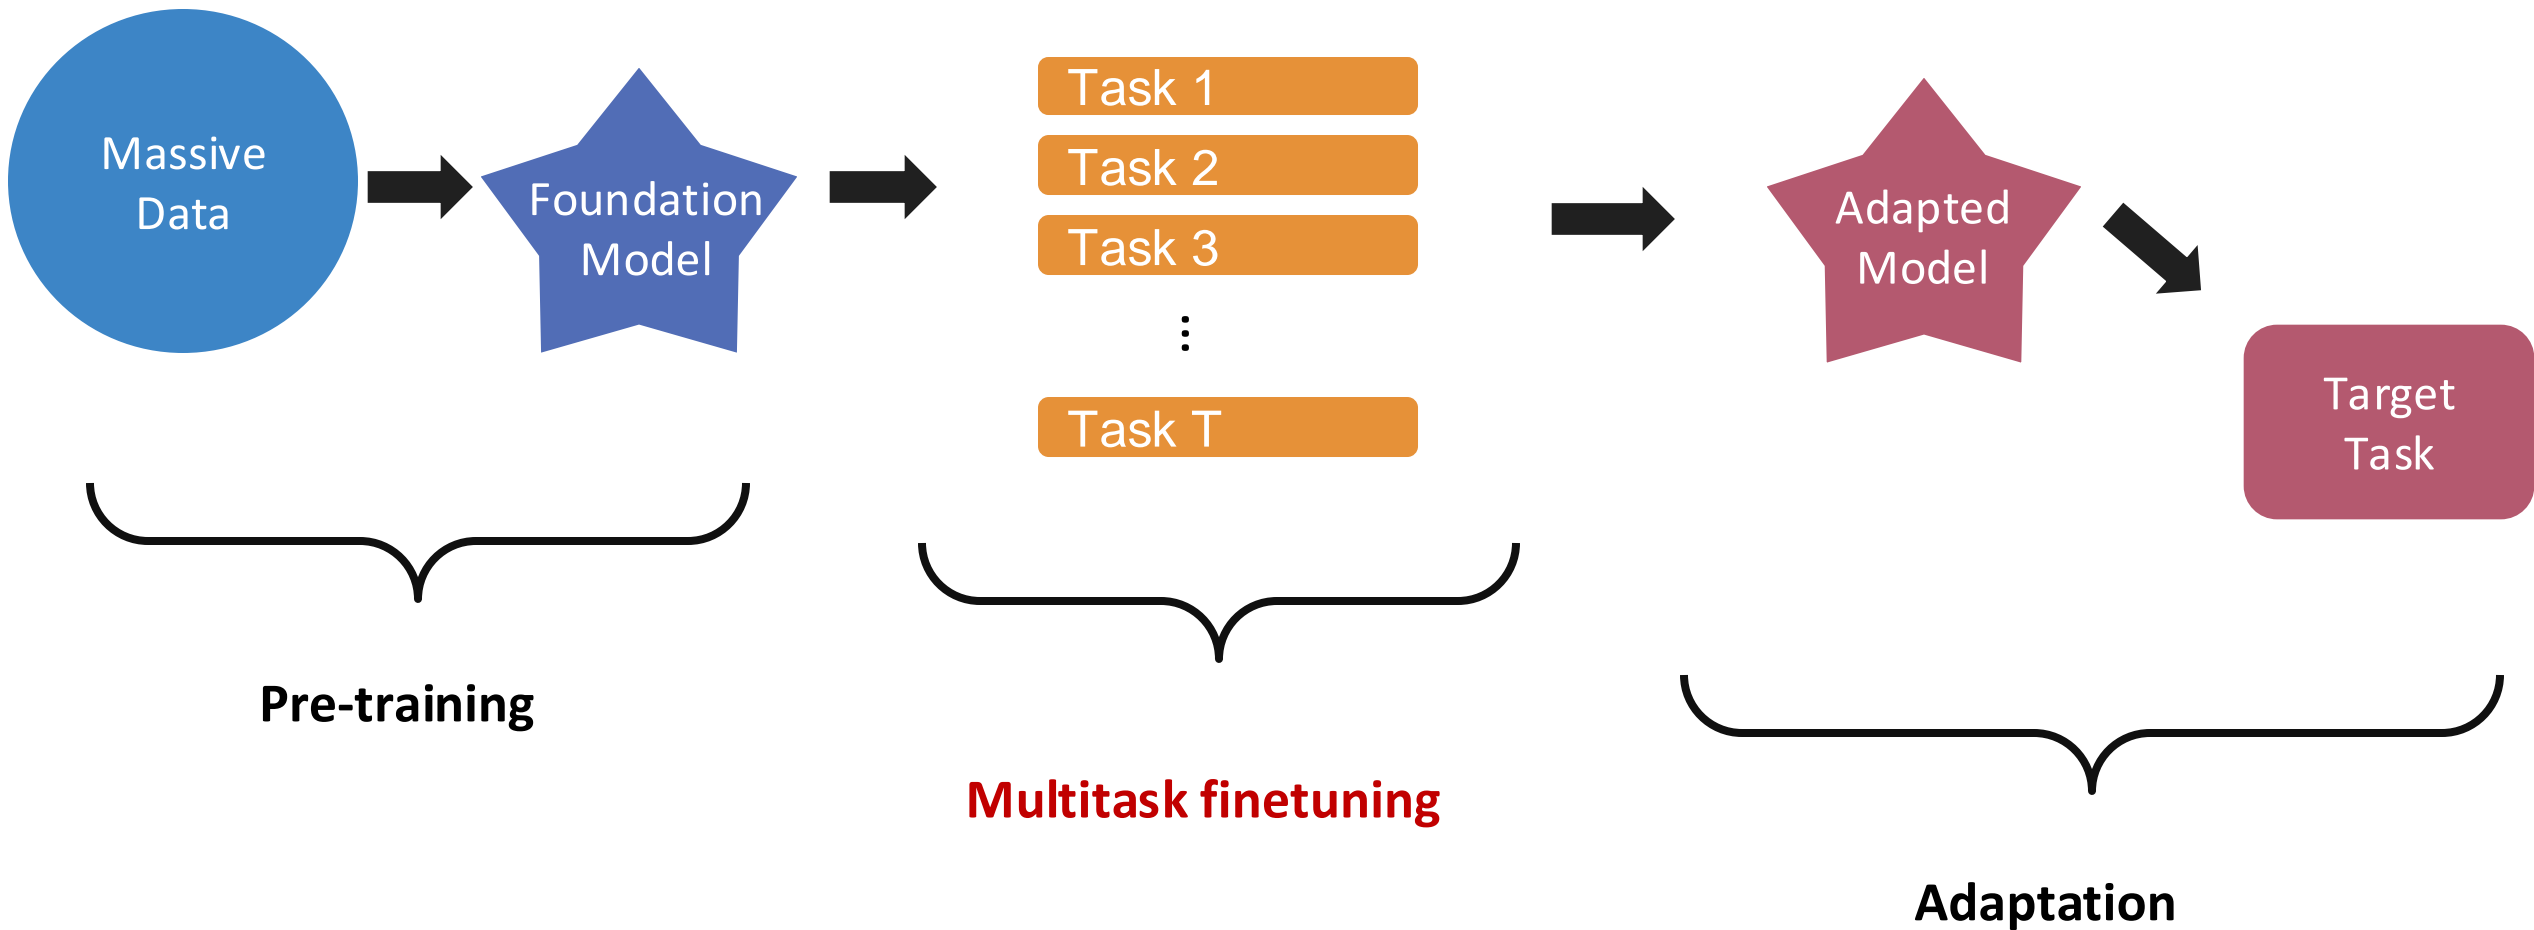 Massive
Data
Foundation
Model
Task 1
Task 2
Task 3
⋮
Task T
Adapted
Model
Target
Task
Pre-training
Multitask finetuning
Adaptation